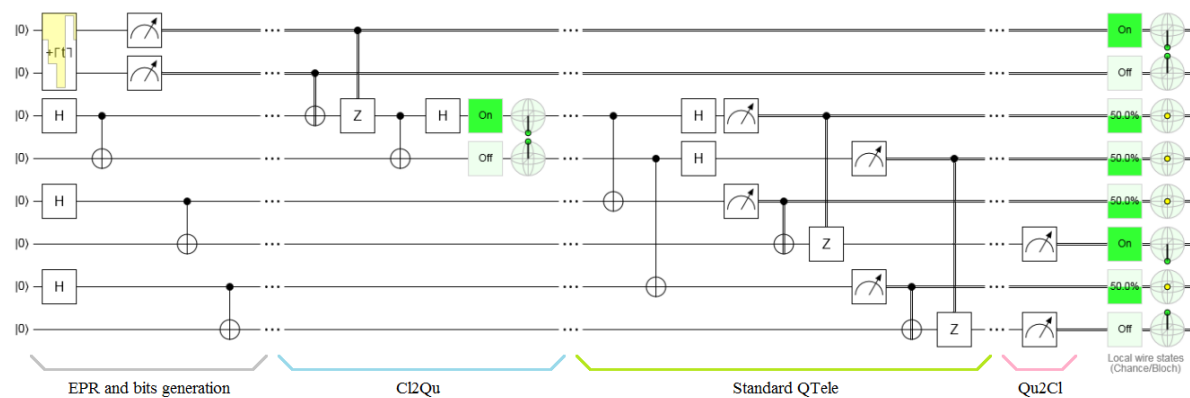 |0⟩ On
+[t] |0⟩ Off
|0⟩ H ... Z H On ... H ... 50.0%
|0⟩ Off H 50.0%
|0⟩ H 50.0%
|0⟩ Z On
|0⟩ H 50.0%
|0⟩ Z Off
Local wire states
(Chance/Bloch)
EPR and bits generation Cl2Qu Standard QTele Qu2Cl